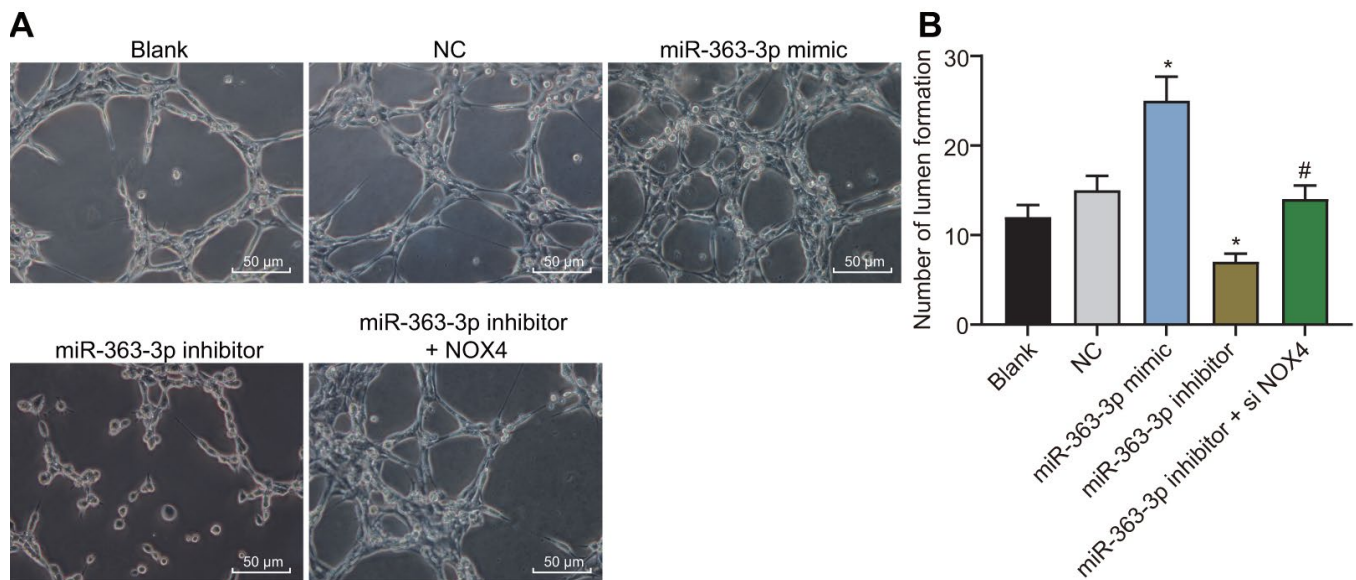 A
Blank
NC
miR-363-3p mimic
50 μm
50 μm
50 μm
miR-363-3p inhibitor
miR-363-3p inhibitor
+ NOX4
50 μm
50 μm
B
Number of lumen formation
30
20
10
0
*
*
#
Blank
NC
miR-363-3p mimic
miR-363-3p inhibitor
miR-363-3p inhibitor + si NOX4